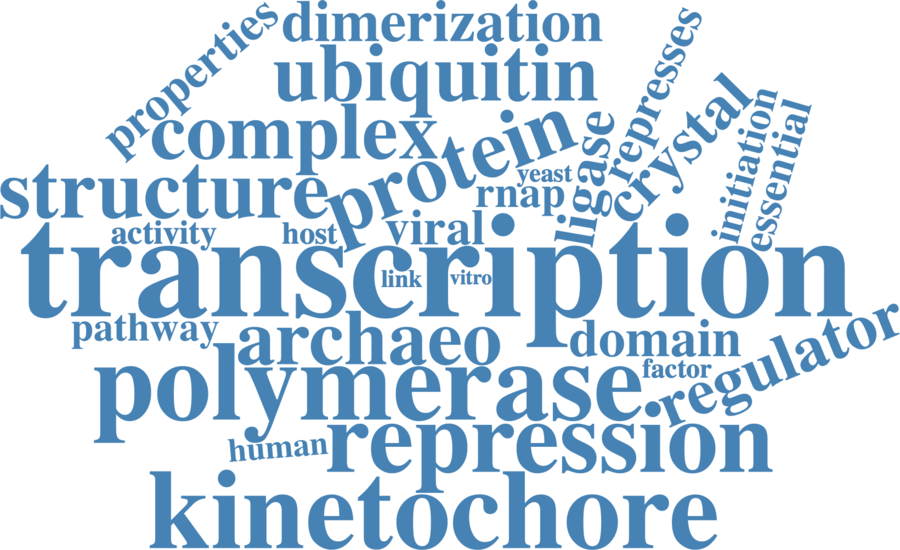 properties
dimerization
ubiquitin
complex
protein
represses
crystal
initiation
essential
structure
yeast
rnap
ligase
activity
host
viral
transcription
link
vitro
pathway
archaeo
domain
factor
regulator
polymerase
human
repression
kinetochore